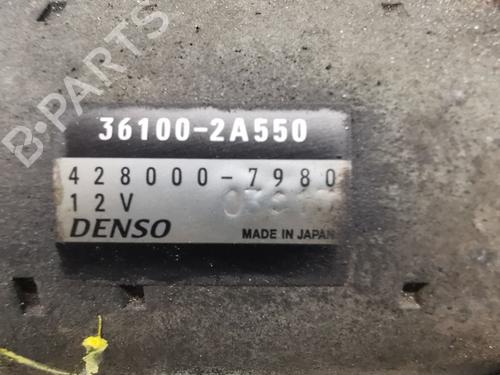 B-PARTS
36100-2A550
428000-7980
12V
DENSO
MADE IN JAPAN